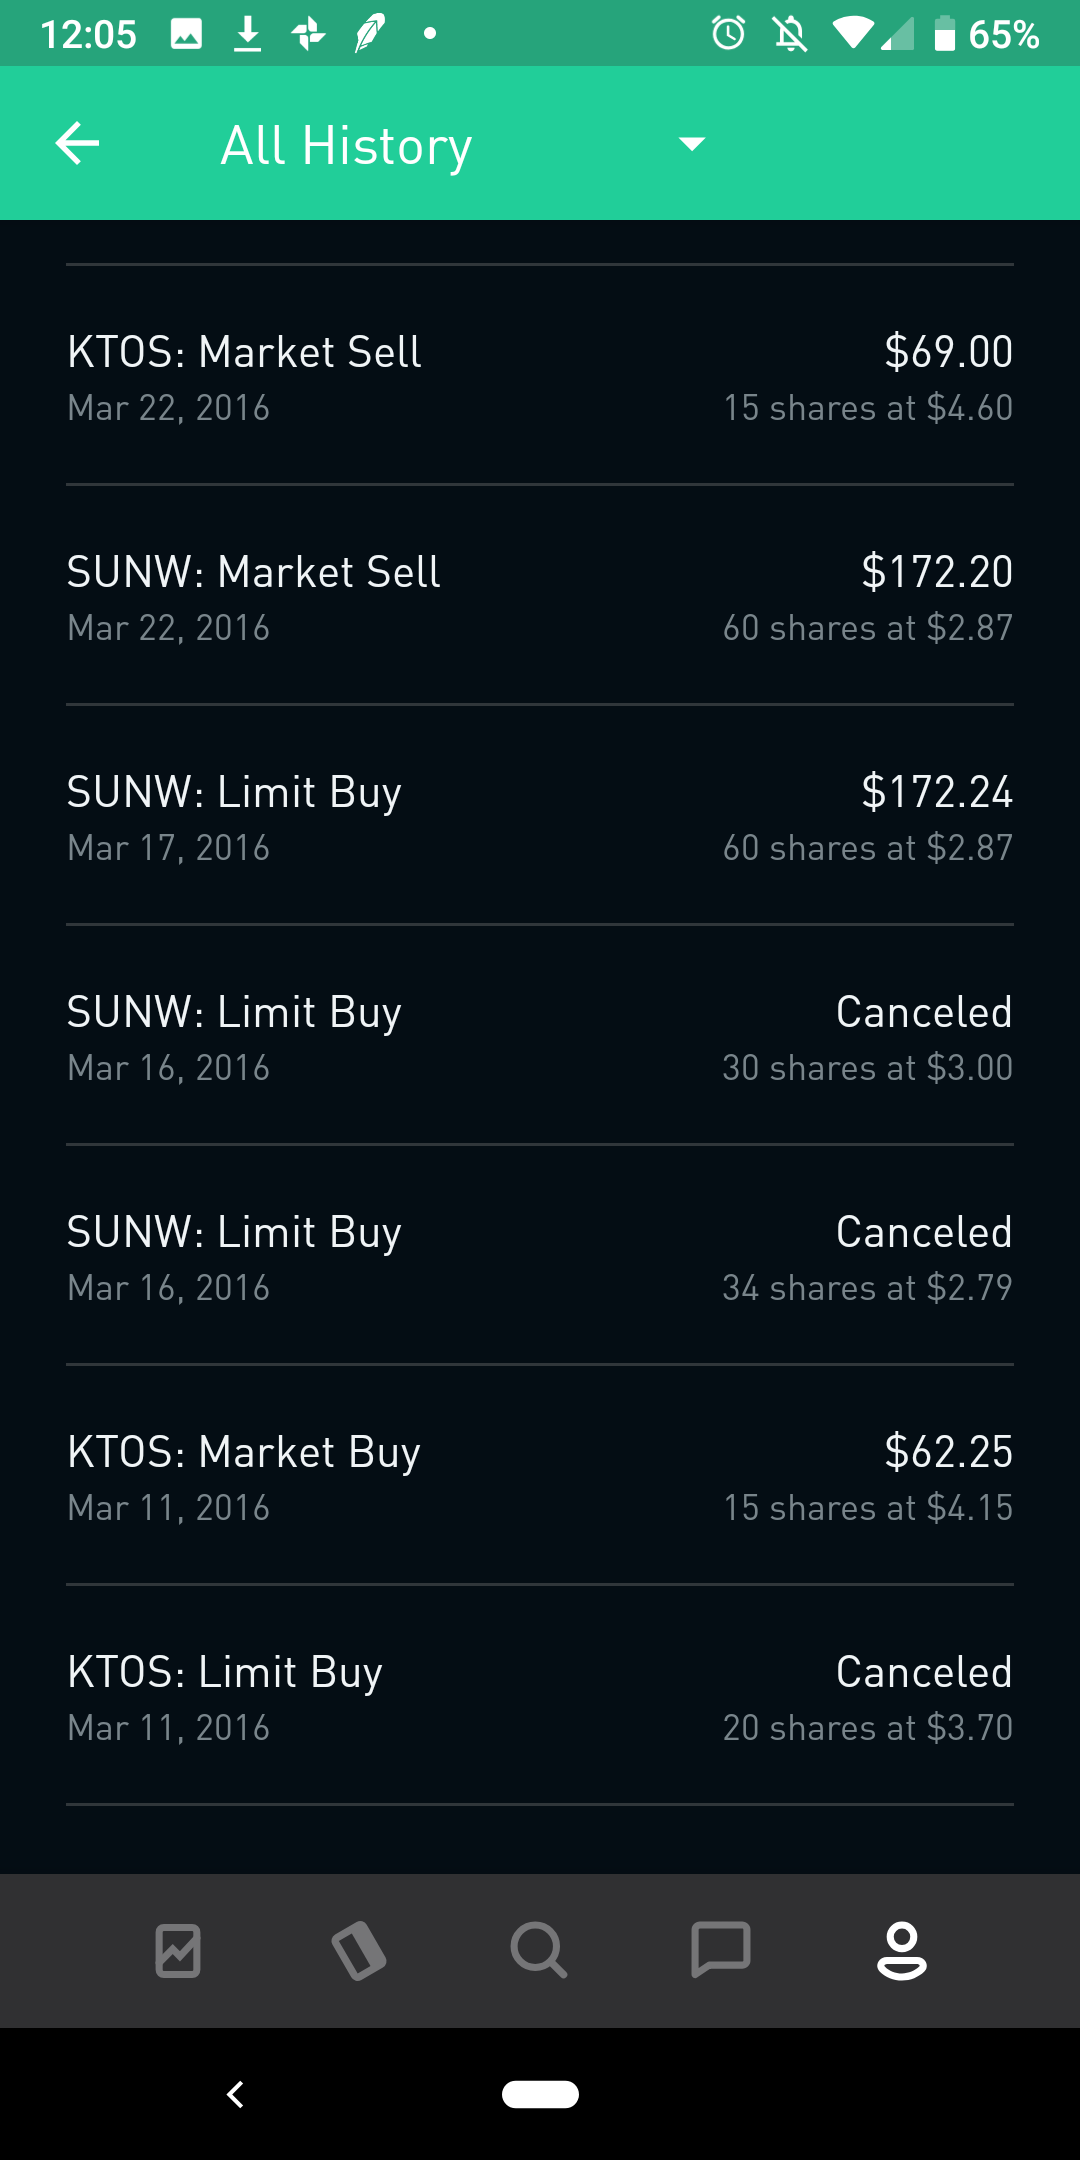 12:05 65%
All History
KTOS: Market Sell $69.00
Mar 22, 2016 15 shares at $4.60
SUNW: Market Sell $172.20
Mar 22, 2016 60 shares at $2.87
SUNW: Limit Buy $172.24
Mar 17, 2016 60 shares at $2.87
SUNW: Limit Buy Canceled
Mar 16, 2016 30 shares at $3.00
SUNW: Limit Buy Canceled
Mar 16, 2016 34 shares at $2.79
KTOS: Market Buy $62.25
Mar 11, 2016 15 shares at $4.15
KTOS: Limit Buy Canceled
Mar 11, 2016 20 shares at $3.70